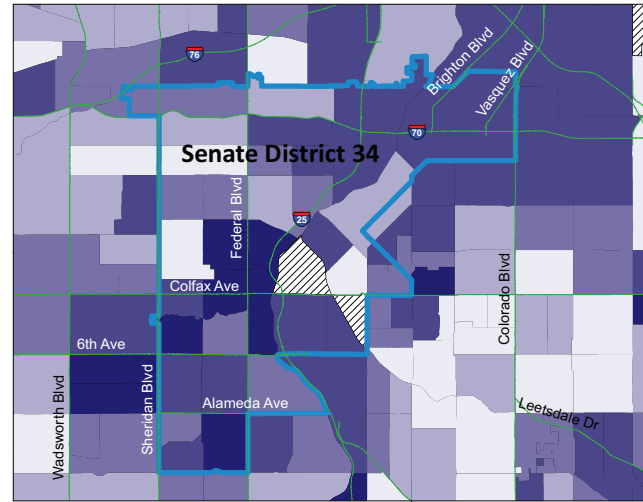 76
Brighton Blvd
Vasquez Blvd
70
Senate District 34
Federal Blvd
25
Colfax Ave
Colorado Blvd
6th Ave
Sheridan Blvd
Wadsworth Blvd
Alameda Ave
Leetsdale Dr